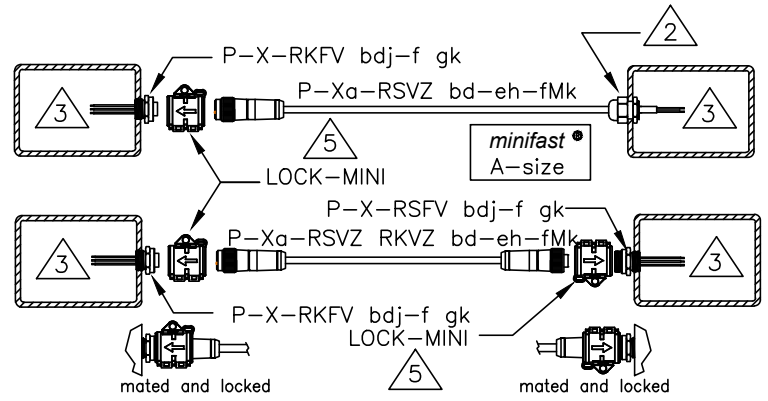 P-X-RKFV bdj-f gk
2
3
P-Xa-RSVZ bd-eh-fMk
3
5
minifast ®
A-size
LOCK-MINI
P-X-RSFV bdj-f gk
P-Xa-RSVZ RKVZ bd-eh-fMk
3
3
P-X-RKFV bdj-f gk
LOCK-MINI
5
mated and locked
mated and locked